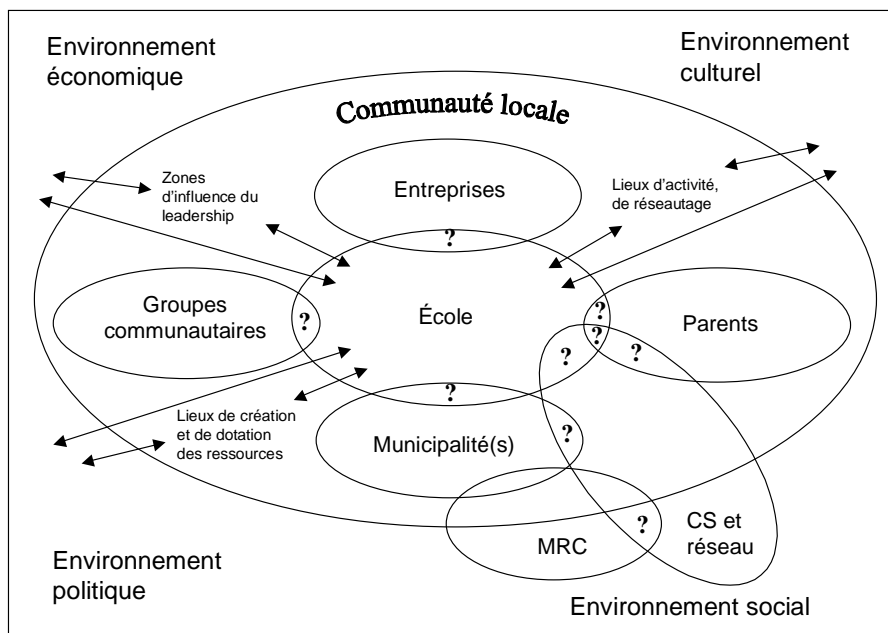 Environnement
économique
Environnement
culturel
Communauté locale
Zones
d'influence du
leadership
Entreprises
Lieux d'activité,
de réseautage
?
Groupes
communautaires
?
École
?
?
?
?
Parents
?
Lieux de création
et de dotation
des ressources
Municipalité(s)
?
MRC
?
CS et
réseau
Environnement
politique
Environnement social